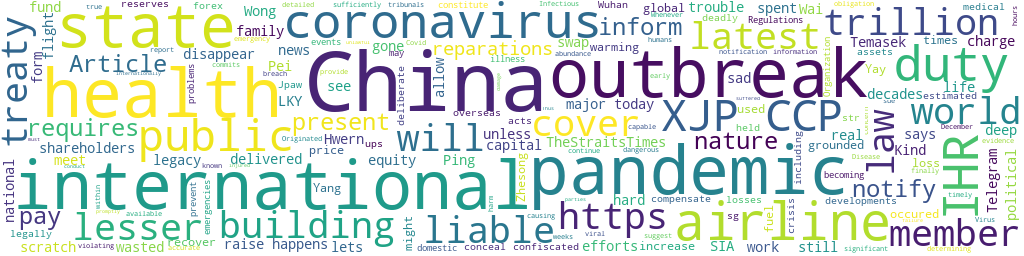 state
coronavirus
inform
trillion
treaty
Article
health
China
outbreak
latest
duty
world
public
requires
present
will
cover
XJP
CCP
law
IHR
international
pandemic
nature
notify
lesser
building
liable
https
airline
member
pay
reparations
trouble
spent
Wong
Wai
fund
forex
reserves
flight
family
disappear
form
news
gone
Pei
swap
global
deadly
Wuhan
Infectious
Regulations
medical
hours
Temasek
charge
times
assets
Yay
decades
estimated
life
organization
notification
information
humans
early
sad
warming
allow
deliberate
see
LKY
Jpaw
Hwern
events
Covid
may
illness
abundance
provide
report
commits
breach
problems
true
detailed
sufficiently
tribunals
constitute
Whenever
obligation
overseas
major
today
unless
acts
capital
TheStraitsTimes
used
held
str
real
grounded
says
Kind
deep
political
Telegram
December
evidence
finally
loss
becoming
Disease
including
national
shareholders
meet
legacy
delivered
equity
Ping
price
ups
Originated
known
Yang
prevent
emergencies
Zhesong
hard
compensate
losses
continue
dangerous
capable
suffered
developments
occured
timely
legally
scratch
wasted
recover
raise
happens
lets
might
domestic
conceal
confiscated
efforts
increase
SIA
work
still
sg
fuel
crisis
Virus
significant
determining
violating
available
within
weeks
viral
causing
parties
suggest
internationally